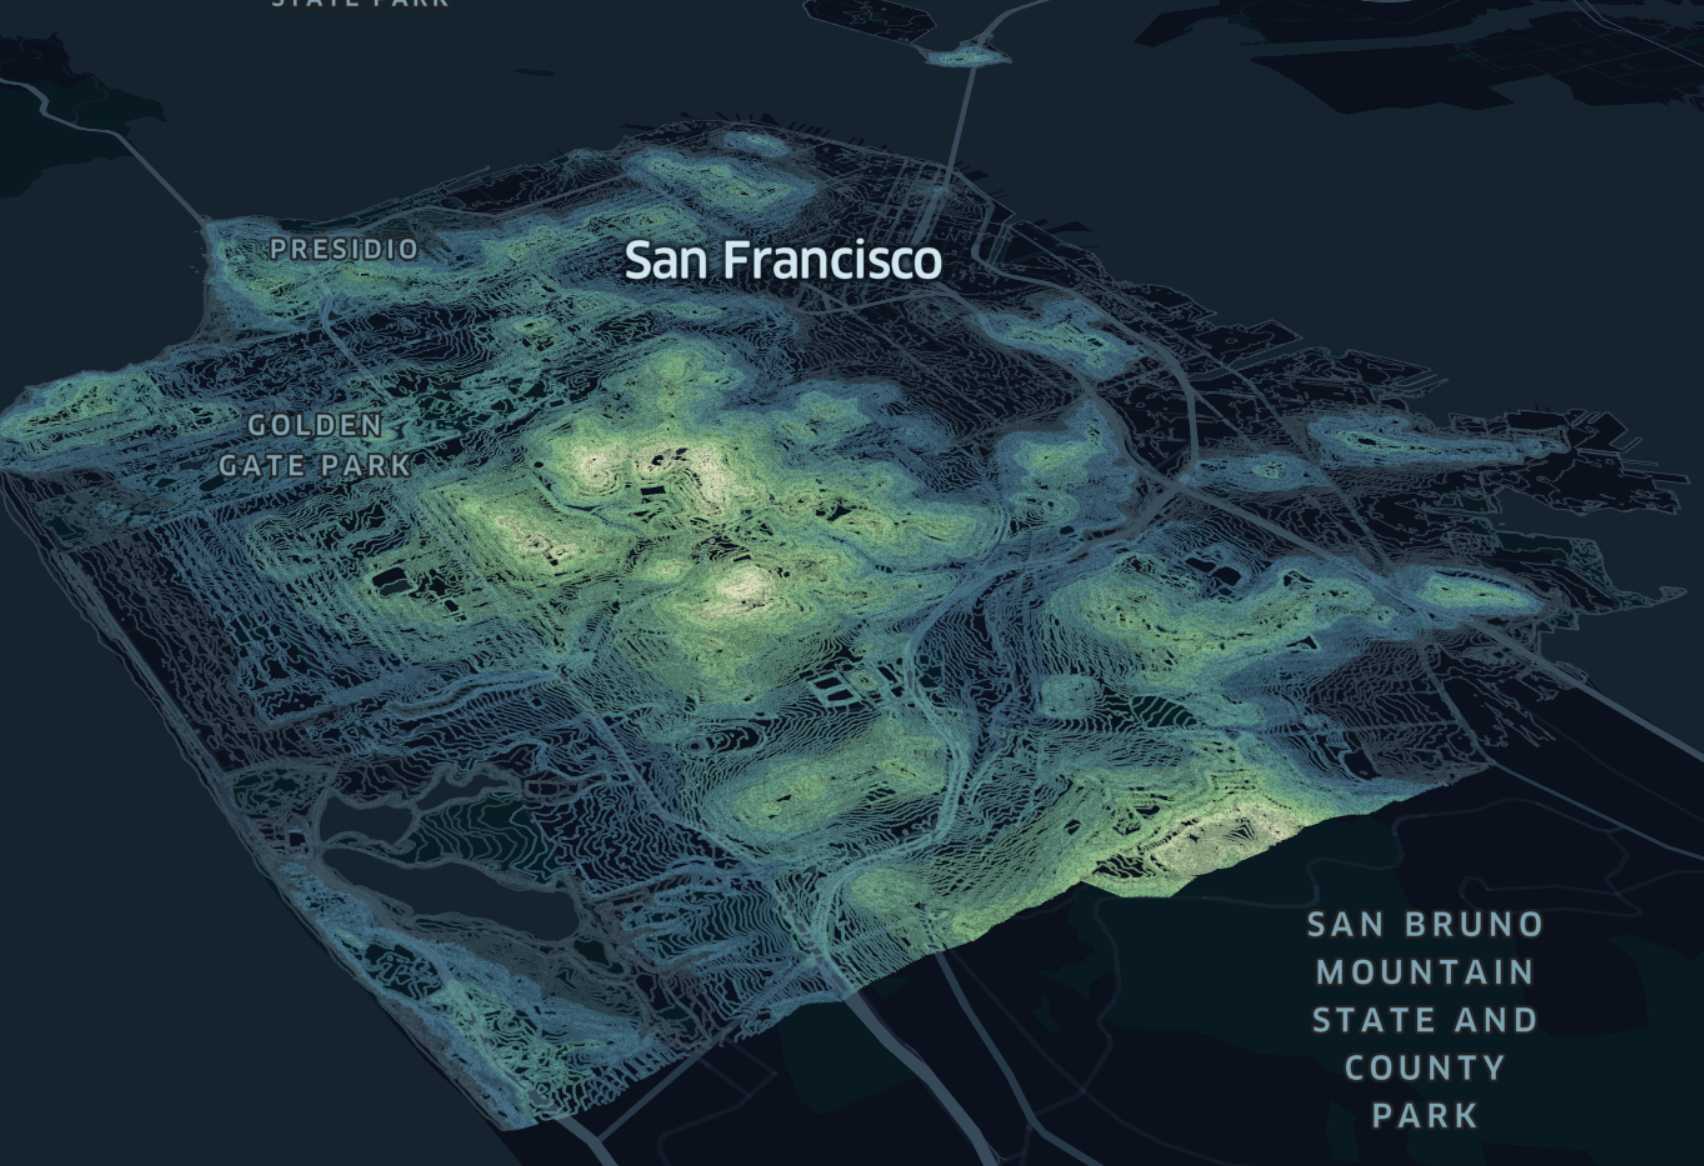 STATE PARK
San Francisco
PRESIDIO
GOLDEN
GATE PARK
SAN BRUNO
MOUNTAIN
STATE AND
COUNTY
PARK